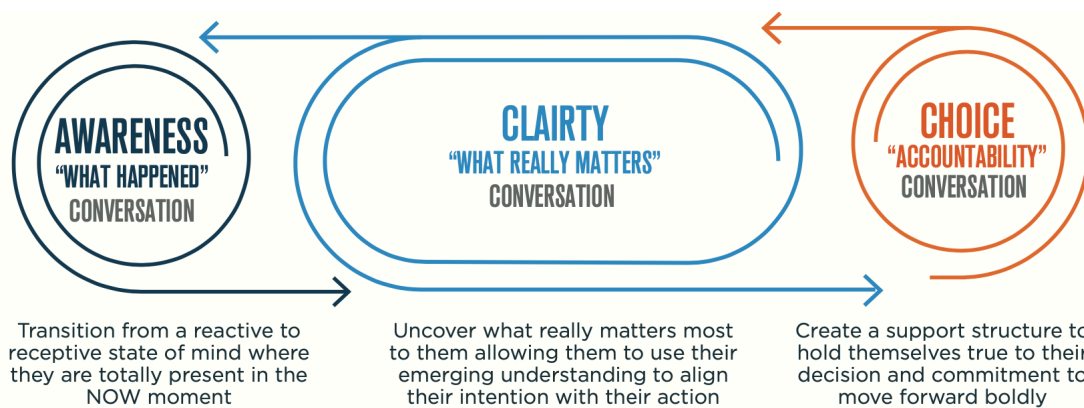 AWARENESS
“WHAT HAPPENED”
CONVERSATION
Transition from a reactive to
receptive state of mind where
they are totally present in the
NOW moment
CLAIRTY
“WHAT REALLY MATTERS”
CONVERSATION
Uncover what really matters most
to them allowing them to use their
emerging understanding to align
their intention with their action
CHOICE
“ACCOUNTABILITY”
CONVERSATION
Create a support structure to
hold themselves true to their
decision and commitment to
move forward boldly